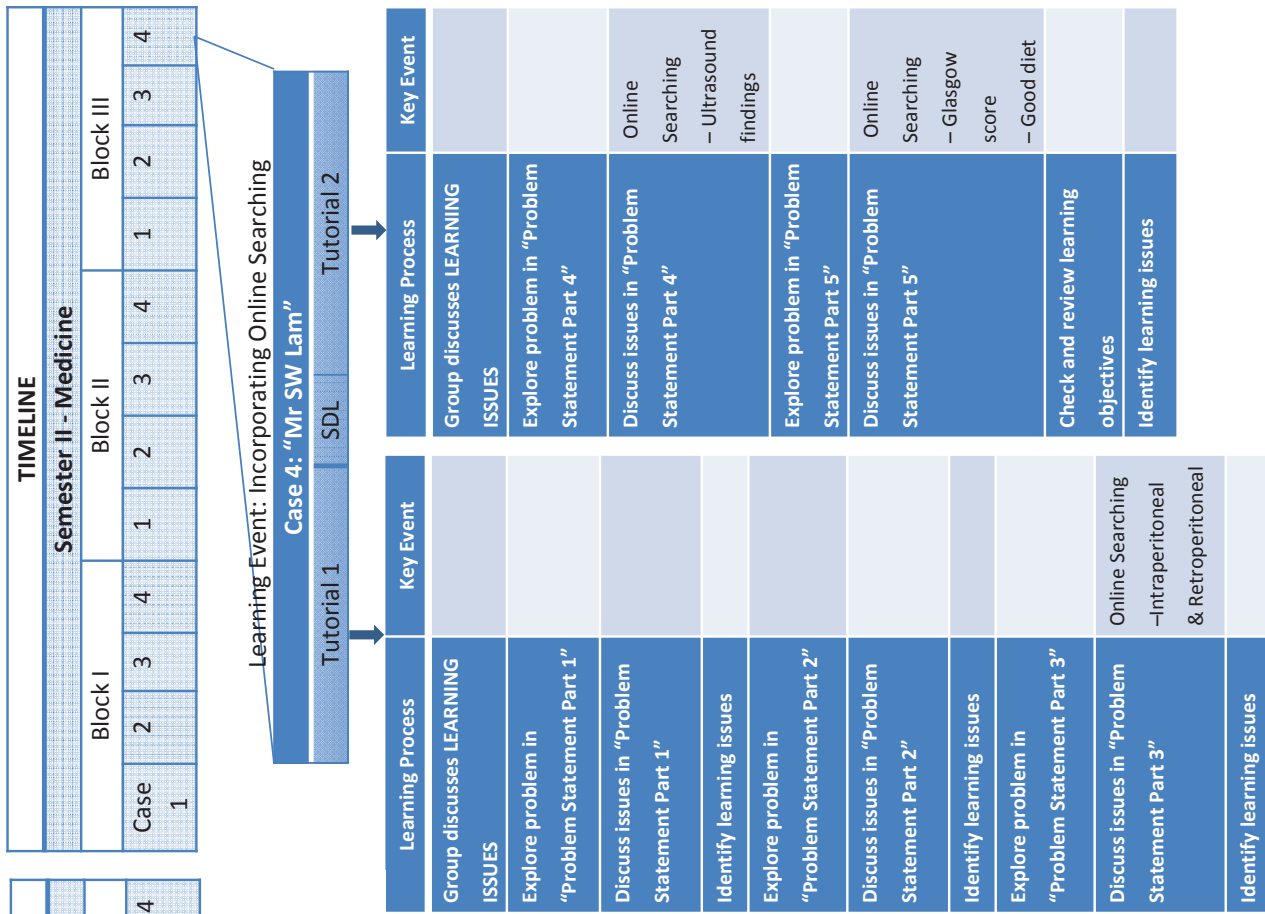 4
TIMELINE
Semester II - Medicine
Block I
Block II
Block III
Case
1
2
3
4
1
2
3
4
1
2
3
4
Learning Event: Incorporating Online Searching
Case 4: “Mr SW Lam”
Tutorial 1
SDL
Tutorial 2
Learning Process
Key Event
Group discusses LEARNING
ISSUES
Explore problem in
“Problem Statement Part 1”
Discuss issues in “Problem
Statement Part 1”
Identify learning issues
Explore problem in
“Problem Statement Part 2”
Discuss issues in “Problem
Statement Part 2”
Identify learning issues
Explore problem in
“Problem Statement Part 3”
Discuss issues in “Problem
Statement Part 3”
Online Searching
–Intraperitoneal
& Retroperitoneal
Identify learning issues
Learning Process
Key Event
Group discusses LEARNING
ISSUES
Explore problem in “Problem
Statement Part 4”
Discuss issues in “Problem
Statement Part 4”
Online
Searching
– Ultrasound
findings
Explore problem in “Problem
Statement Part 5”
Discuss issues in “Problem
Statement Part 5”
Online
Searching
– Glasgow
score
– Good diet
Check and review learning
objectives
Identify learning issues